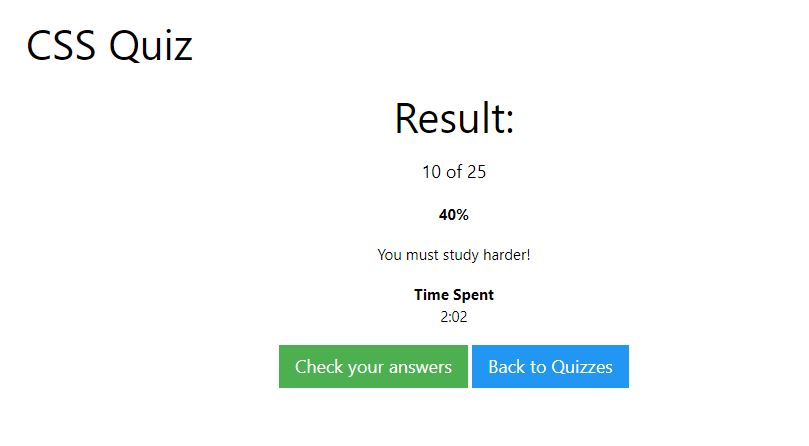 CSS Quiz
Result:
10 of 25
40%
You must study harder!
Time Spent
2:02
Check your answers Back to Quizzes